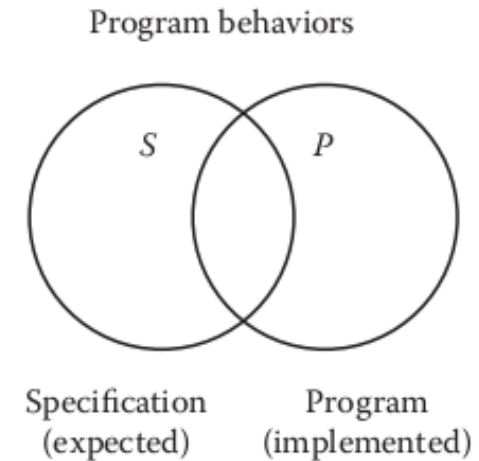 Program behaviors
S
P
Specification
(expected)
Program
(implemented)